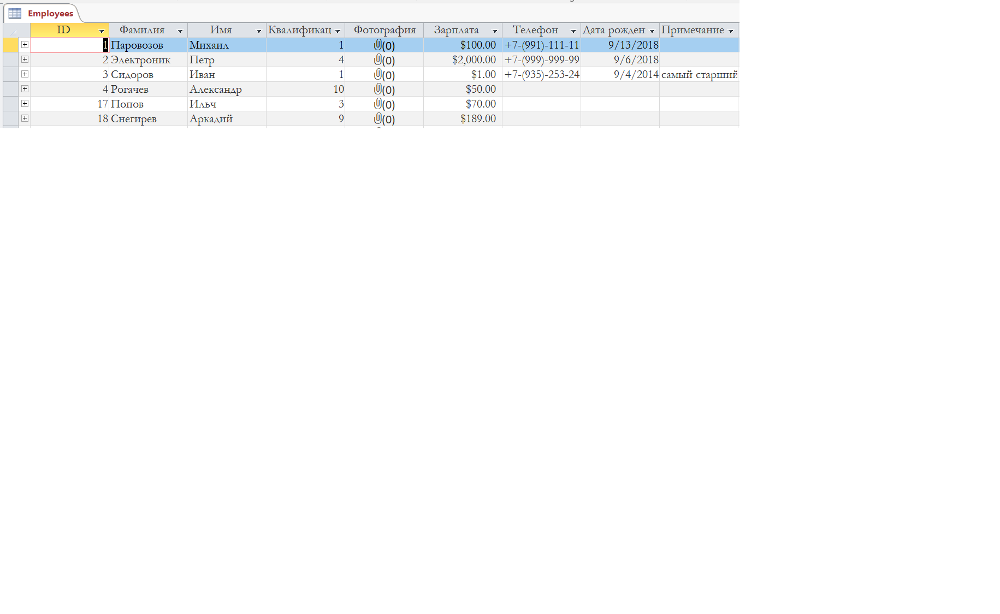 Employees
ID Фамилия Имя Квалификац Фотография Зарплата Телефон Дата рожден Примечание
1 Паровозов Михаил 1 (0) $100.00 +7-(991)-111-11 9/13/2018
2 Электроник Петр 4 (0) $2,000.00 +7-(999)-999-99 9/6/2018
3 Сидоров Иван 1 (0) $1.00 +7-(935)-253-24 9/4/2014 самый старший
4 Рогачев Александр 10 (0) $50.00
17 Попов Ильч 3 (0) $70.00
18 Снегирев Аркадий 9 (0) $189.00